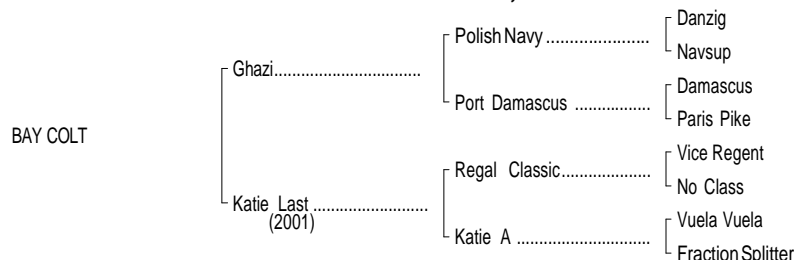 Danzig
Polish Navy ......................
Navsup
Ghazi................................
Damascus
Port Damascus ................
Paris Pike
BAY COLT
Vice Regent
Regal Classic...................
No Class
Katie Last .........................
(2001)
Vuela Vuela
Katie A .............................
Fraction Splitter